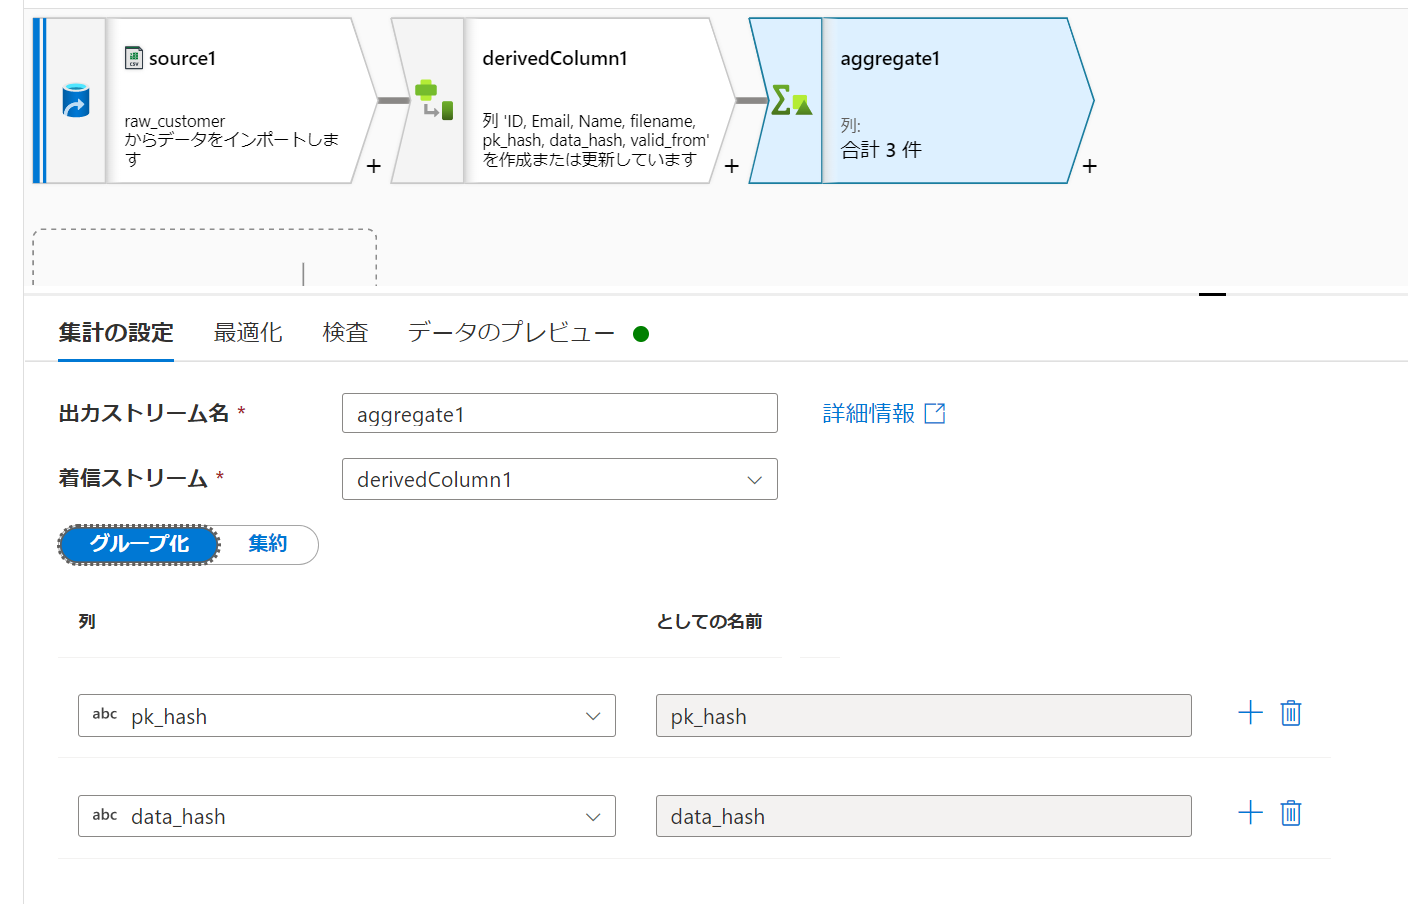 source1
raw_customer
からデータをインポートしま
す
+
derivedColumn1
列 'ID, Email, Name, filename,
pk_hash, data_hash, valid_from'
を作成または更新しています
+
aggregate1
列:
合計 3 件
+
集計の設定
最適化
検査
データのプレビュー
出力ストリーム名 *
aggregate1
詳細情報
着信ストリーム *
derivedColumn1
グループ化
集約
列
としての名前
abc pk_hash
pk_hash
abc data_hash
data_hash